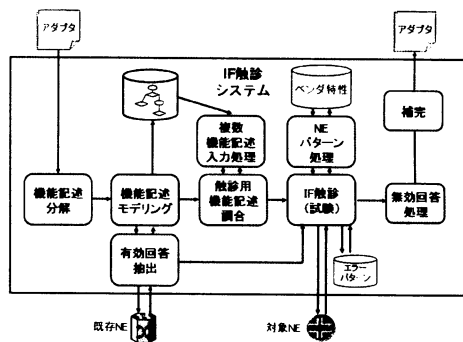 アダプタ
アダプタ
IF触診
システム
ベンダ特性
補完
複数
機能記述
入力処理
NE
パターン
処理
機能記述
分解
機能記述
モデリング
触診用
機能記述
調合
IF触診
(試験)
無効回答
処理
有効回答
抽出
エラー
パターン
既存NE
対象NE